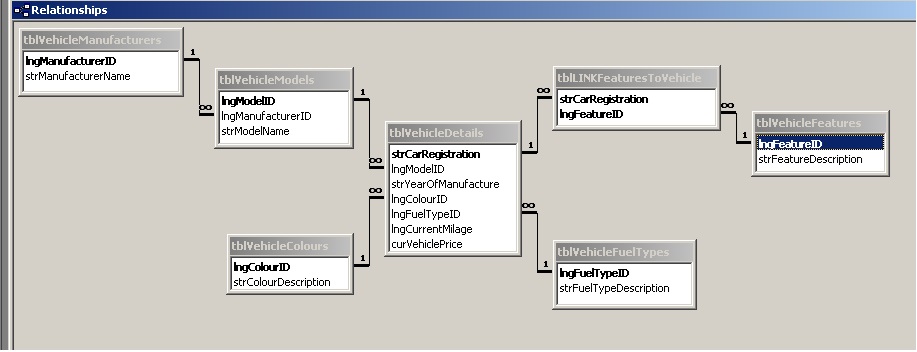 Relationships
tblVehicleManufacturers
lngManufacturerID
strManufacturerName
1
∞
tblVehicleModels
lngModelID
lngManufacturerID
strModelName
1
∞
tblVehicleDetails
strCarRegistration
lngModelID
strYearOfManufacture
lngColourID
lngFuelTypeID
lngCurrentMilage
curVehiclePrice
∞
1
tblVehicleColours
lngColourID
strColourDescription
1
∞
tblLINKFeaturesToVehicle
strCarRegistration
lngFeatureID
∞
1
tblVehicleFeatures
lngFeatureID
strFeatureDescription
∞
1
tblVehicleFuelTypes
lngFuelTypeID
strFuelTypeDescription